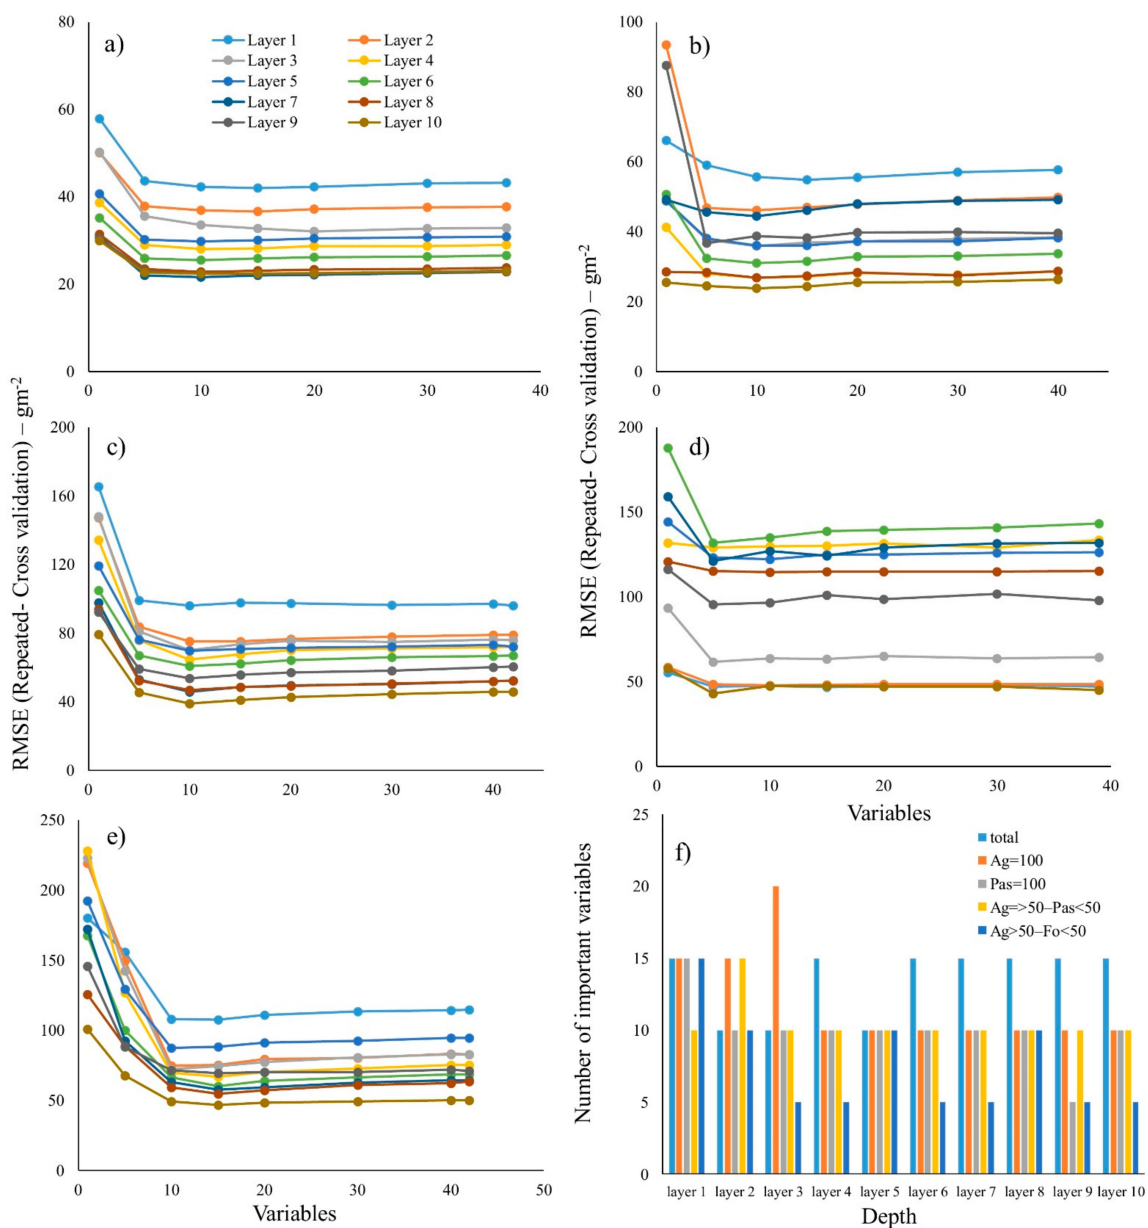 a)
Layer 1 Layer 2
Layer 3 Layer 4
Layer 5 Layer 6
Layer 7 Layer 8
Layer 9 Layer 10
80
60
40
20
0
0 10 20 30 40
b)
100
80
60
40
20
0
0 10 20 30 40
RMSE (Repeated- Cross validation) – gm-2
RMSE (Repeated- Cross validation) – gm-2
c)
200
160
120
80
40
0
0 10 20 30 40
d)
200
150
100
50
0
0 10 20 30 40
Variables
e)
250
200
150
100
50
0
0 10 20 30 40 50
Variables
f)
Number of important variables
25
20
15
10
5
0
total
Ag=100
Pas=100
Ag=>50–Pas<50
Ag>50–Fo<50
layer 1 layer 2 layer 3 layer 4 layer 5 layer 6 layer 7 layer 8 layer 9 layer 10
Depth